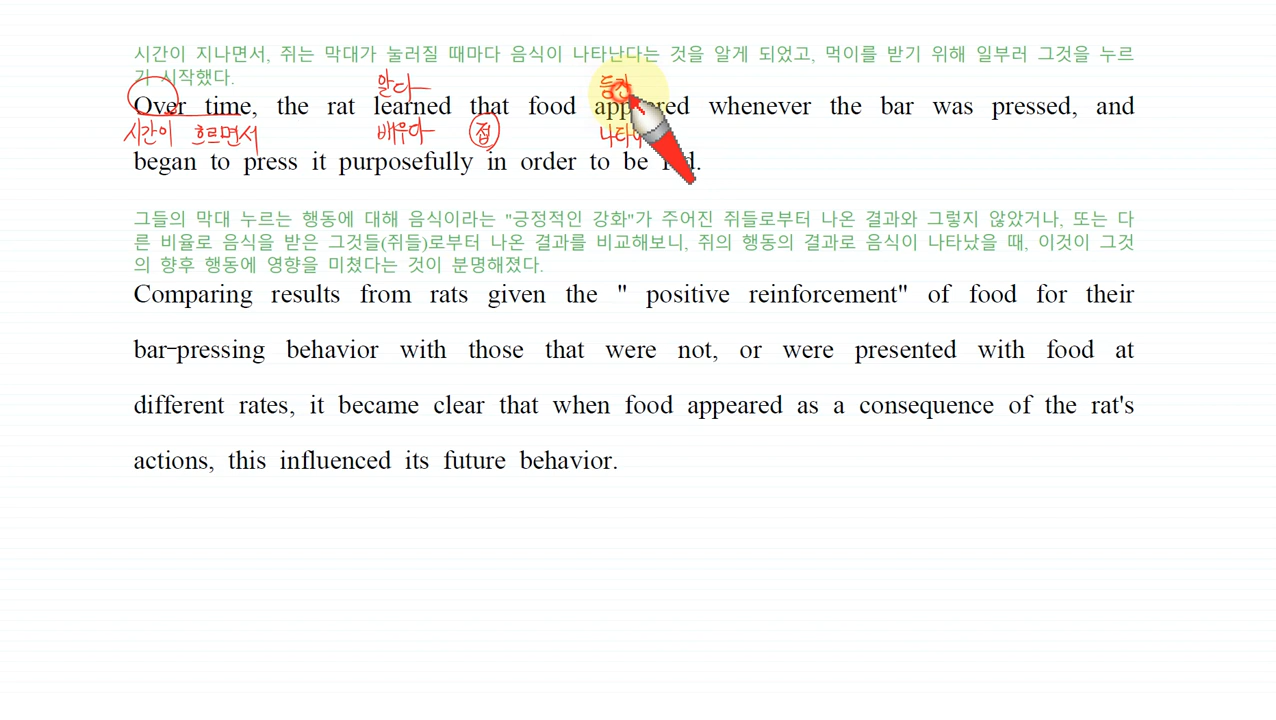 시간이 지나면서, 쥐는 막대가 눌러질 때마다 음식이 나타난다는 것을 알게 되었고, 먹이를 받기 위해 일부러 그것을 누르
기 시작했다.
알다
Over time, the rat learned that food appeared whenever the bar was pressed, and
시간이 흐르면서 배우다 접
began to press it purposefully in order to be
그들의 막대 누르는 행동에 대해 음식이라는 "긍정적인 강화"가 주어진 쥐들로부터 나온 결과와 그렇지 않았거나, 또는 다
른 비율로 음식을 받은 그것들(쥐들)로부터 나온 결과를 비교해보니, 쥐의 행동의 결과로 음식이 나타났을 때, 이것이 그것
의 향후 행동에 영향을 미쳤다는 것이 분명해졌다.
Comparing results from rats given the " positive reinforcement" of food for their
bar-pressing behavior with those that were not, or were presented with food at
different rates, it became clear that when food appeared as a consequence of the rat's
actions, this influenced its future behavior.